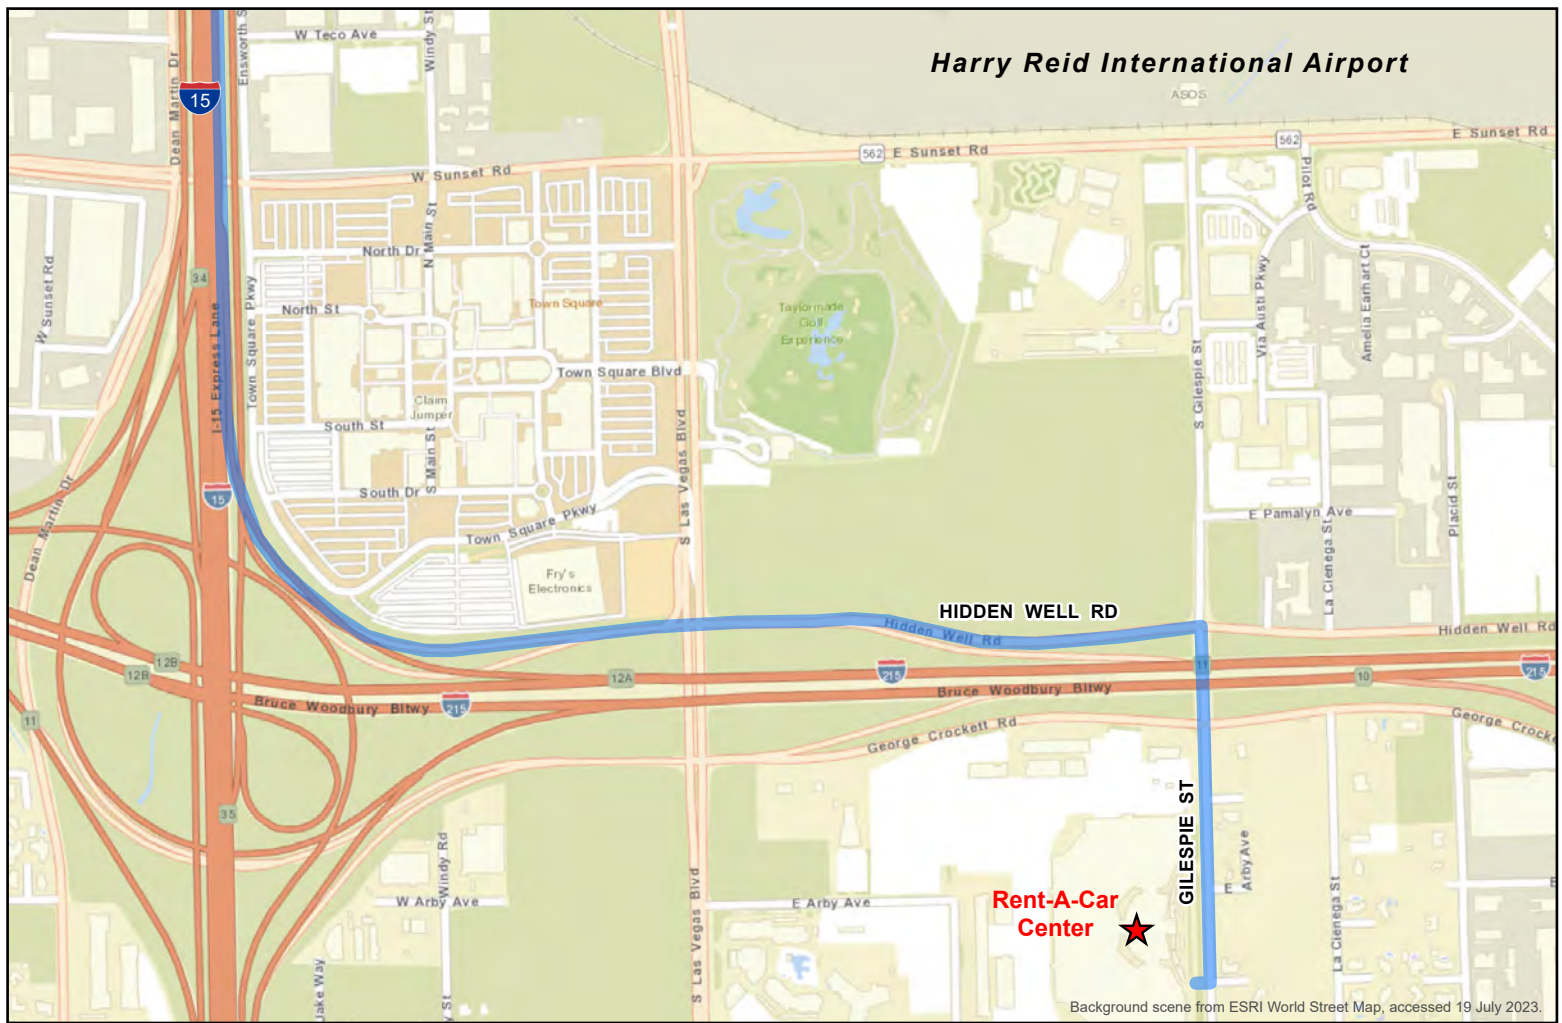 Harry Reid International Airport
ASOS
W Teco Ave
Ensworth S
Windy St
Dean Martin Dr
15
562
E Sunset Rd
562
E Sunset Rd
W Sunset Rd
Pilot Rd
North Dr
N Main St
34
W Sunset Rd
I-15 Express Lane
Town Square Pkwy
North St
Town Square
Taylormade
Golf
Experience
Via Austi Pkwy
Amelia Earhart Ct
S Gilespie St
Town Square Blvd
Claim
Jumper
South St
S Main St
S Las Vegas Blvd
South Dr
15
Town Square Pkwy
E Pamalyn Ave
La Cienega St
Placid St
Dean Martin Dr
Fry's
Electronics
HIDDEN WELL RD
Hidden Well Rd
Hidden Well Rd
12B
12B
12A
215
11
10
215
Bruce Woodbury Bltwy
215
Bruce Woodbury Bltwy
11
George Crockett Rd
George Crocke
35
GILESPIE ST
Windy Rd
W Arby Ave
S Las Vegas Blvd
E Arby Ave
E
Arby Ave
La Cienega St
E
Rent-A-Car
Center
Jake Way
y St
Background scene from ESRI World Street Map, accessed 19 July 2023.